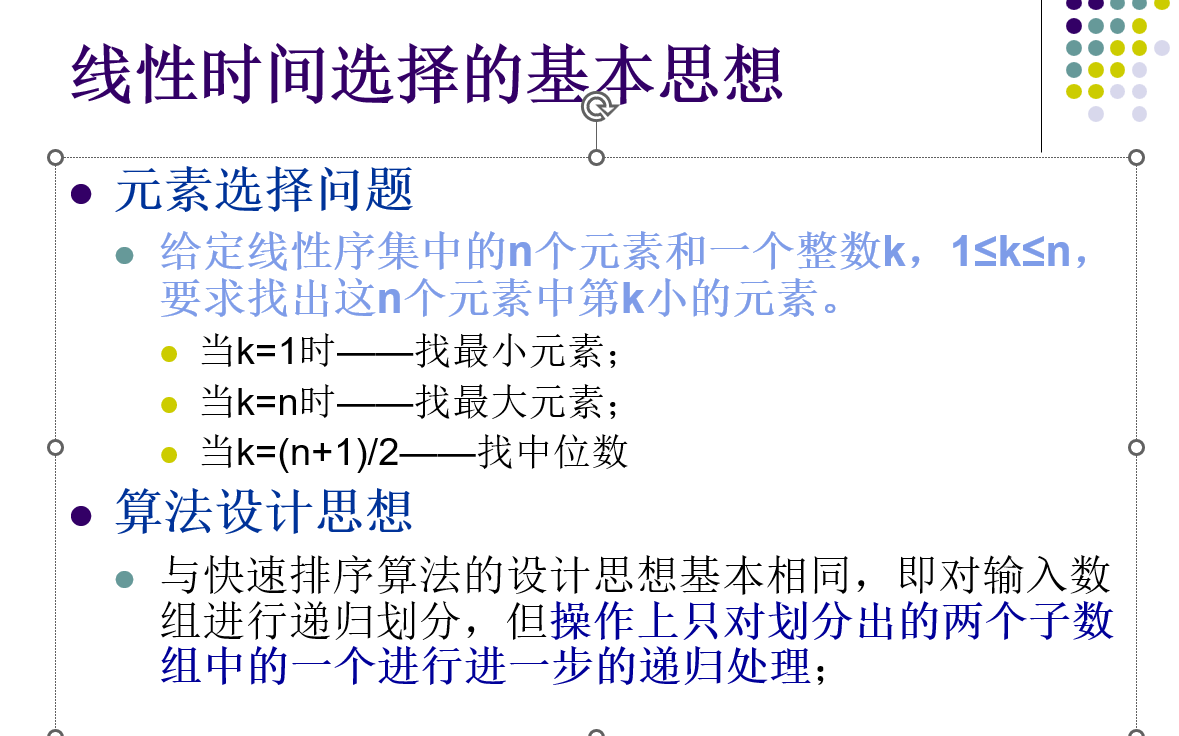 线性时间选择的基本思想
元素选择问题
给定线性序集中的n个元素和一个整数k，1≤k≤n，
要求找出这n个元素中第k小的元素。
当k=1时——找最小元素；
当k=n时——找最大元素；
当k=(n+1)/2——找中位数
算法设计思想
与快速排序算法的设计思想基本相同，即对输入数
组进行递归划分，但操作上只对划分出的两个子数
组中的一个进行进一步的递归处理；